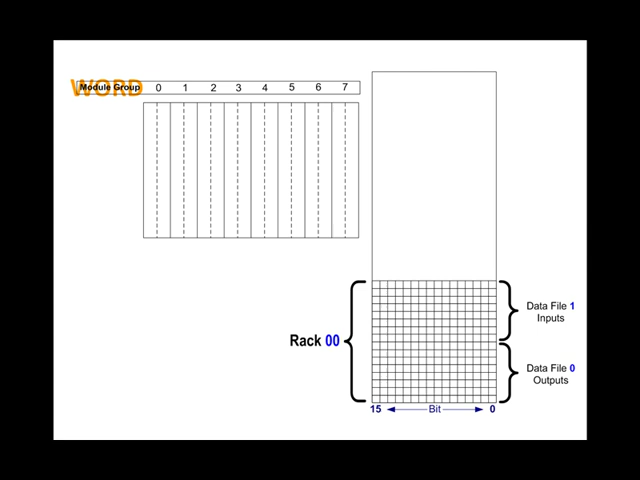 WORD
Module Group 0 1 2 3 4 5 6 7
Data File 1
Inputs
Rack 00
Data File 0
Outputs
15 Bit 0